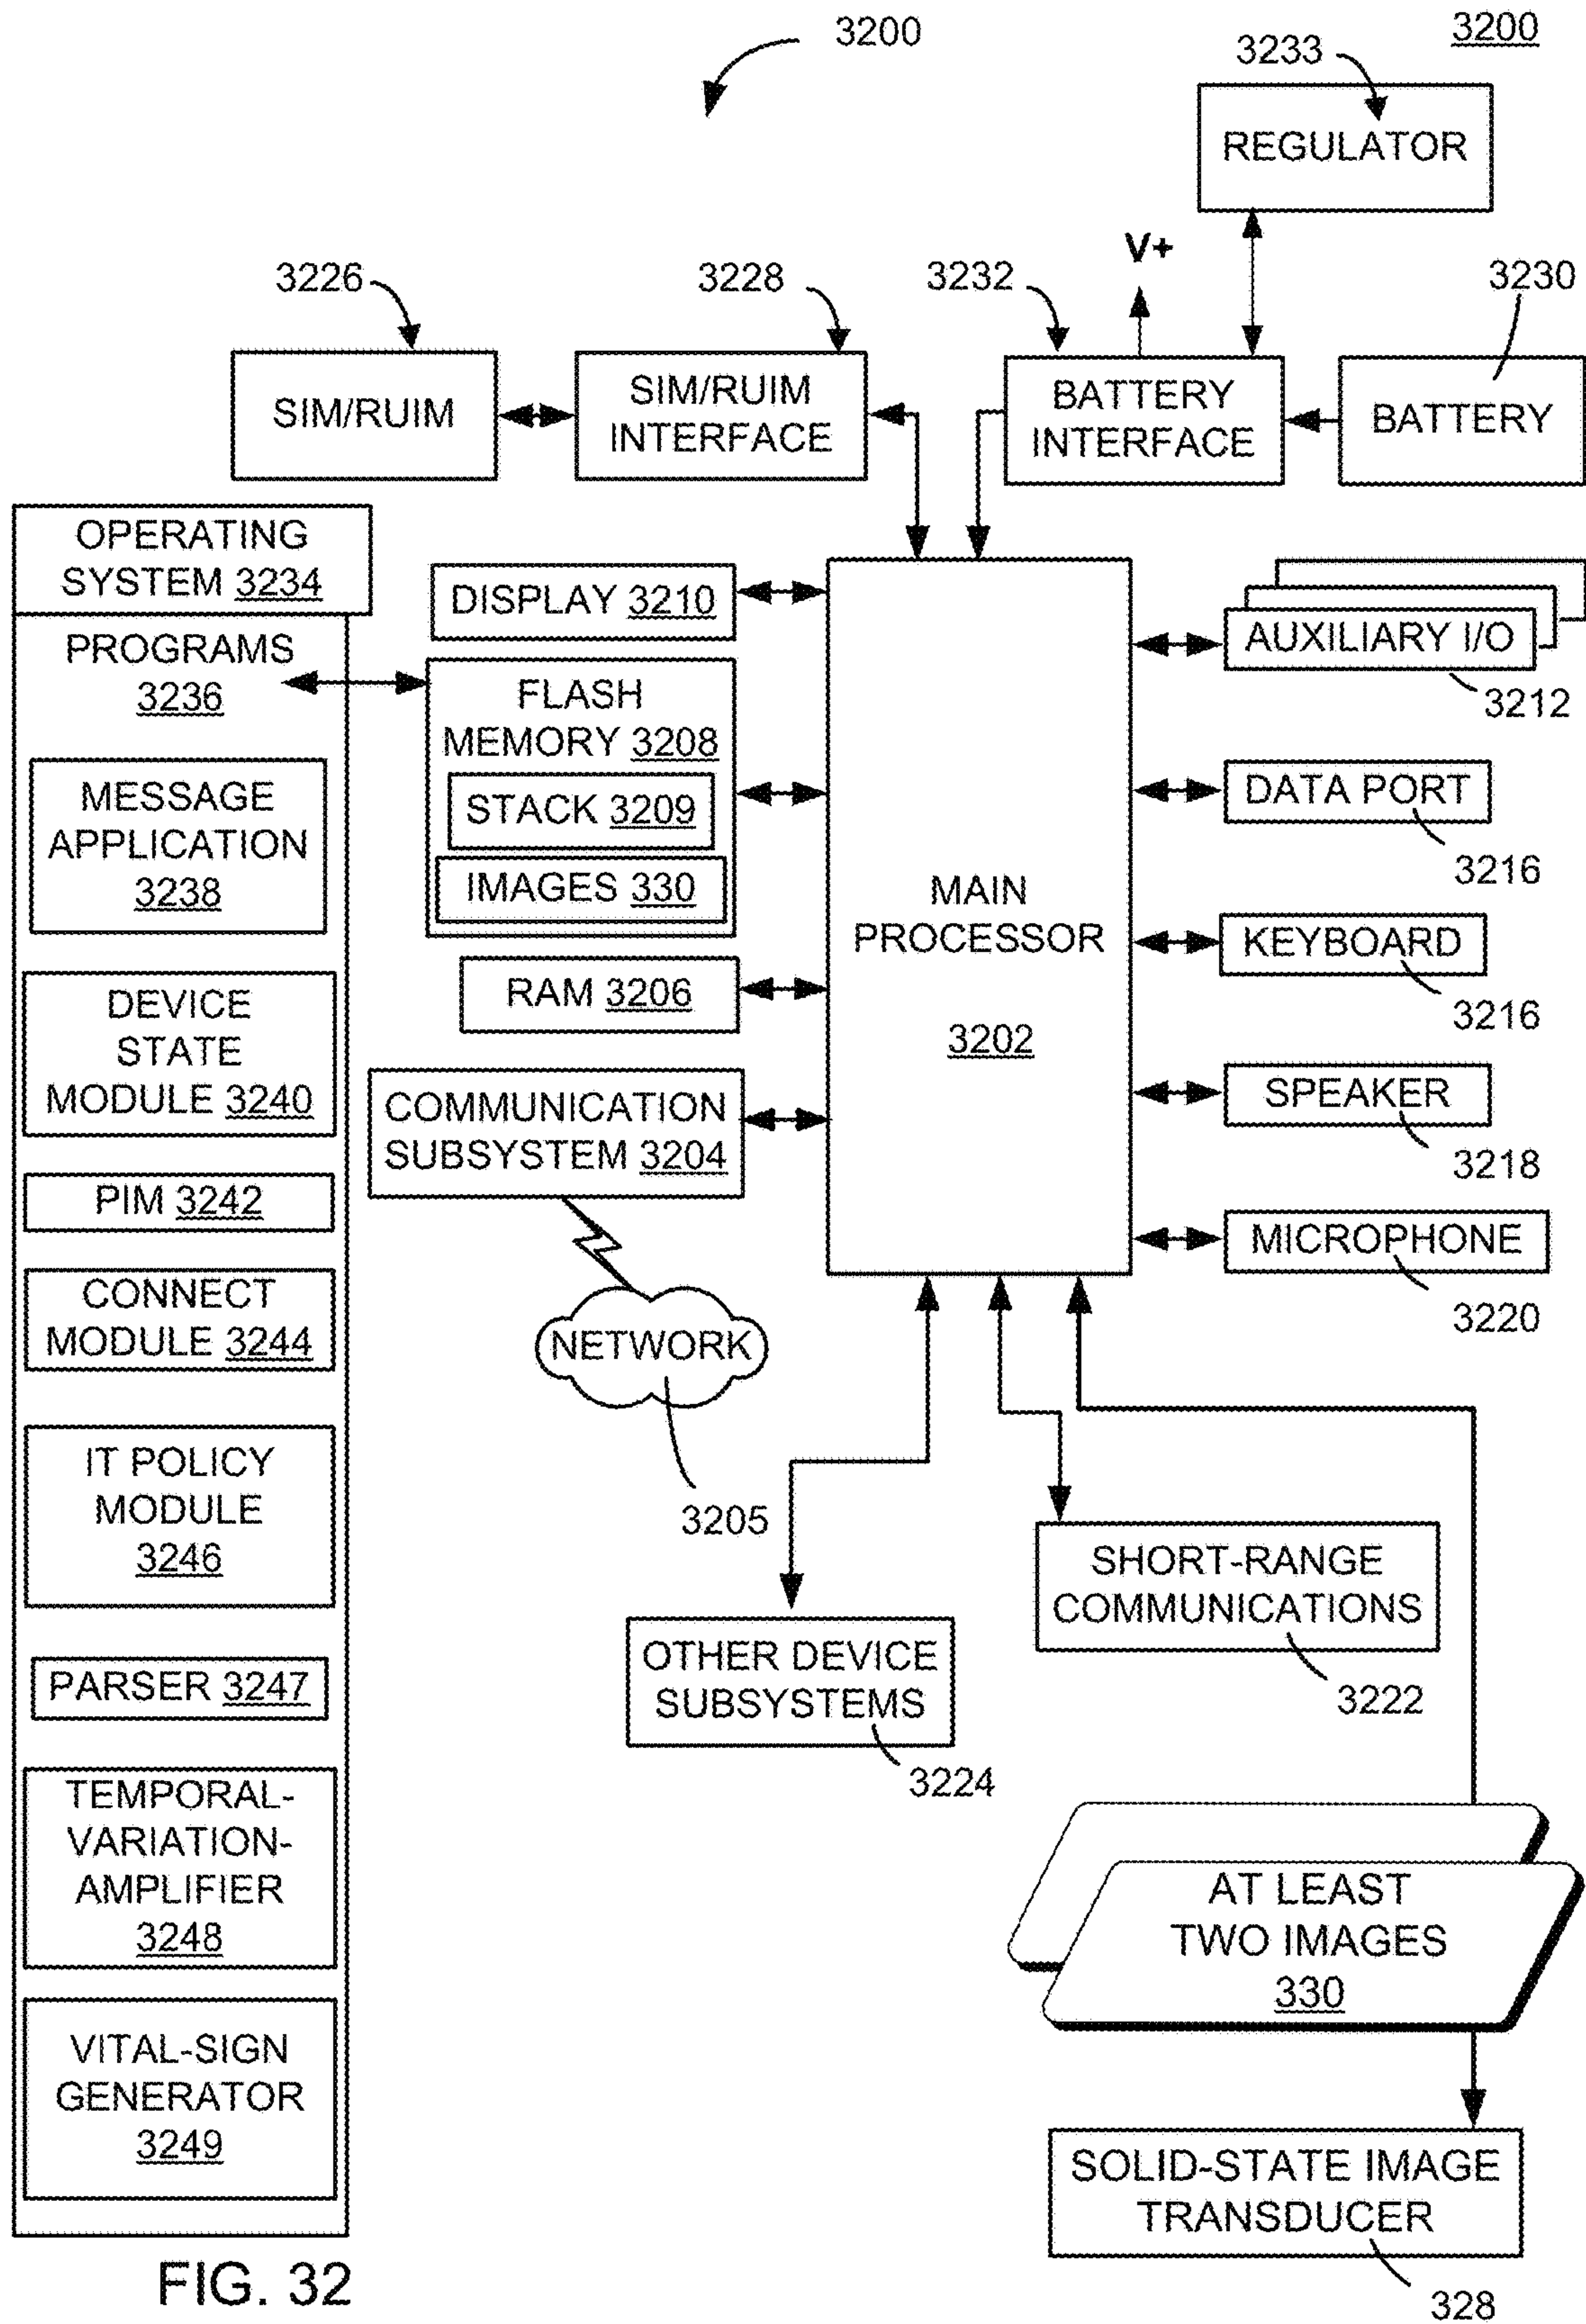 3200
3200
3233
REGULATOR
V+
3226
3228
3232
3230
SIM/RUIM
SIM/RUIM
INTERFACE
BATTERY
INTERFACE
BATTERY
OPERATING
SYSTEM 3234
PROGRAMS
3236
MESSAGE
APPLICATION
3238
DEVICE
STATE
MODULE 3240
PIM 3242
CONNECT
MODULE 3244
IT POLICY
MODULE
3246
PARSER 3247
TEMPORAL-
VARIATION-
AMPLIFIER
3248
VITAL-SIGN
GENERATOR
3249
DISPLAY 3210
FLASH
MEMORY 3208
STACK 3209
IMAGES 330
RAM 3206
COMMUNICATION
SUBSYSTEM 3204
NETWORK
3205
MAIN
PROCESSOR
3202
AUXILIARY I/O
3212
DATA PORT
3216
KEYBOARD
3216
SPEAKER
3218
MICROPHONE
3220
SHORT-RANGE
COMMUNICATIONS
3222
OTHER DEVICE
SUBSYSTEMS
3224
AT LEAST
TWO IMAGES
330
SOLID-STATE IMAGE
TRANSDUCER
328
FIG. 32